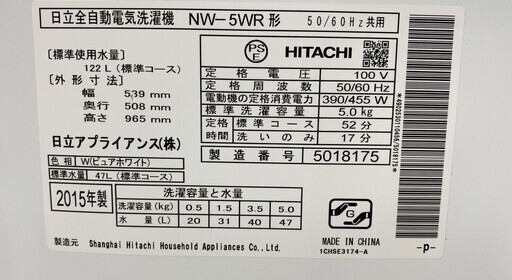 日立全自動電気洗濯機 NW-5WR 形 50/60Hz共用
[標準使用水量]
122L(標準コース)
[外形寸法]
幅 539 mm
奥行 508 mm
高さ 965 mm
日立アプライアンス(株)
色相 W(ピュアホワイト)
標準水量 47L(標準コース)
PS
E
HITACHI
定格電圧 100 V
定格周波数 50/60 Hz
電動機の定格消費電力 390/455 W
標準洗濯容量 5.0kg
定格時間 標準コース 52分
洗いのみ 17分
製造番号 5018175
2015年製
洗濯容量と水量
洗濯容量(kg) 0.5 1.5 3.5 5.0
水量(L) 20 31 40 47
G
製造元 Shanghai Hitachi Household Appliances Co.,Ltd.
MADE IN CHINA
1CHSE3174-A
-p-